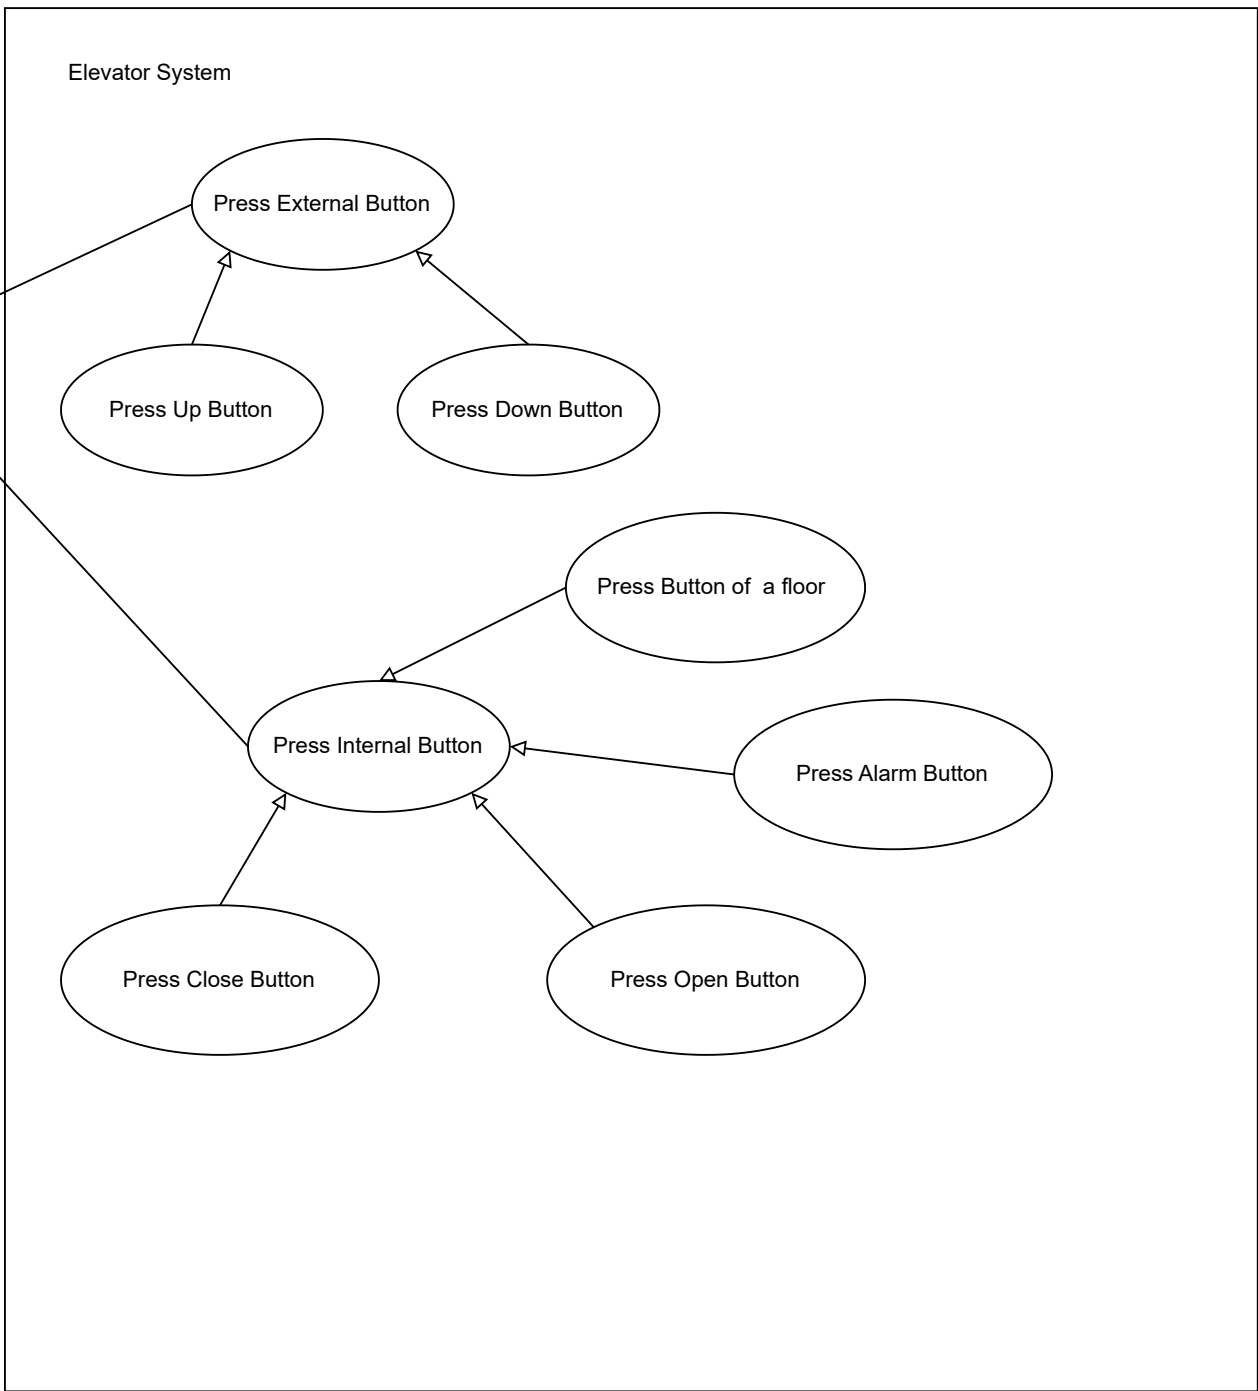 Elevator System
Press External Button
Press Up Button
Press Down Button
Press Button of  a floor
Press Internal Button
Press Alarm Button
Press Close Button
Press Open Button